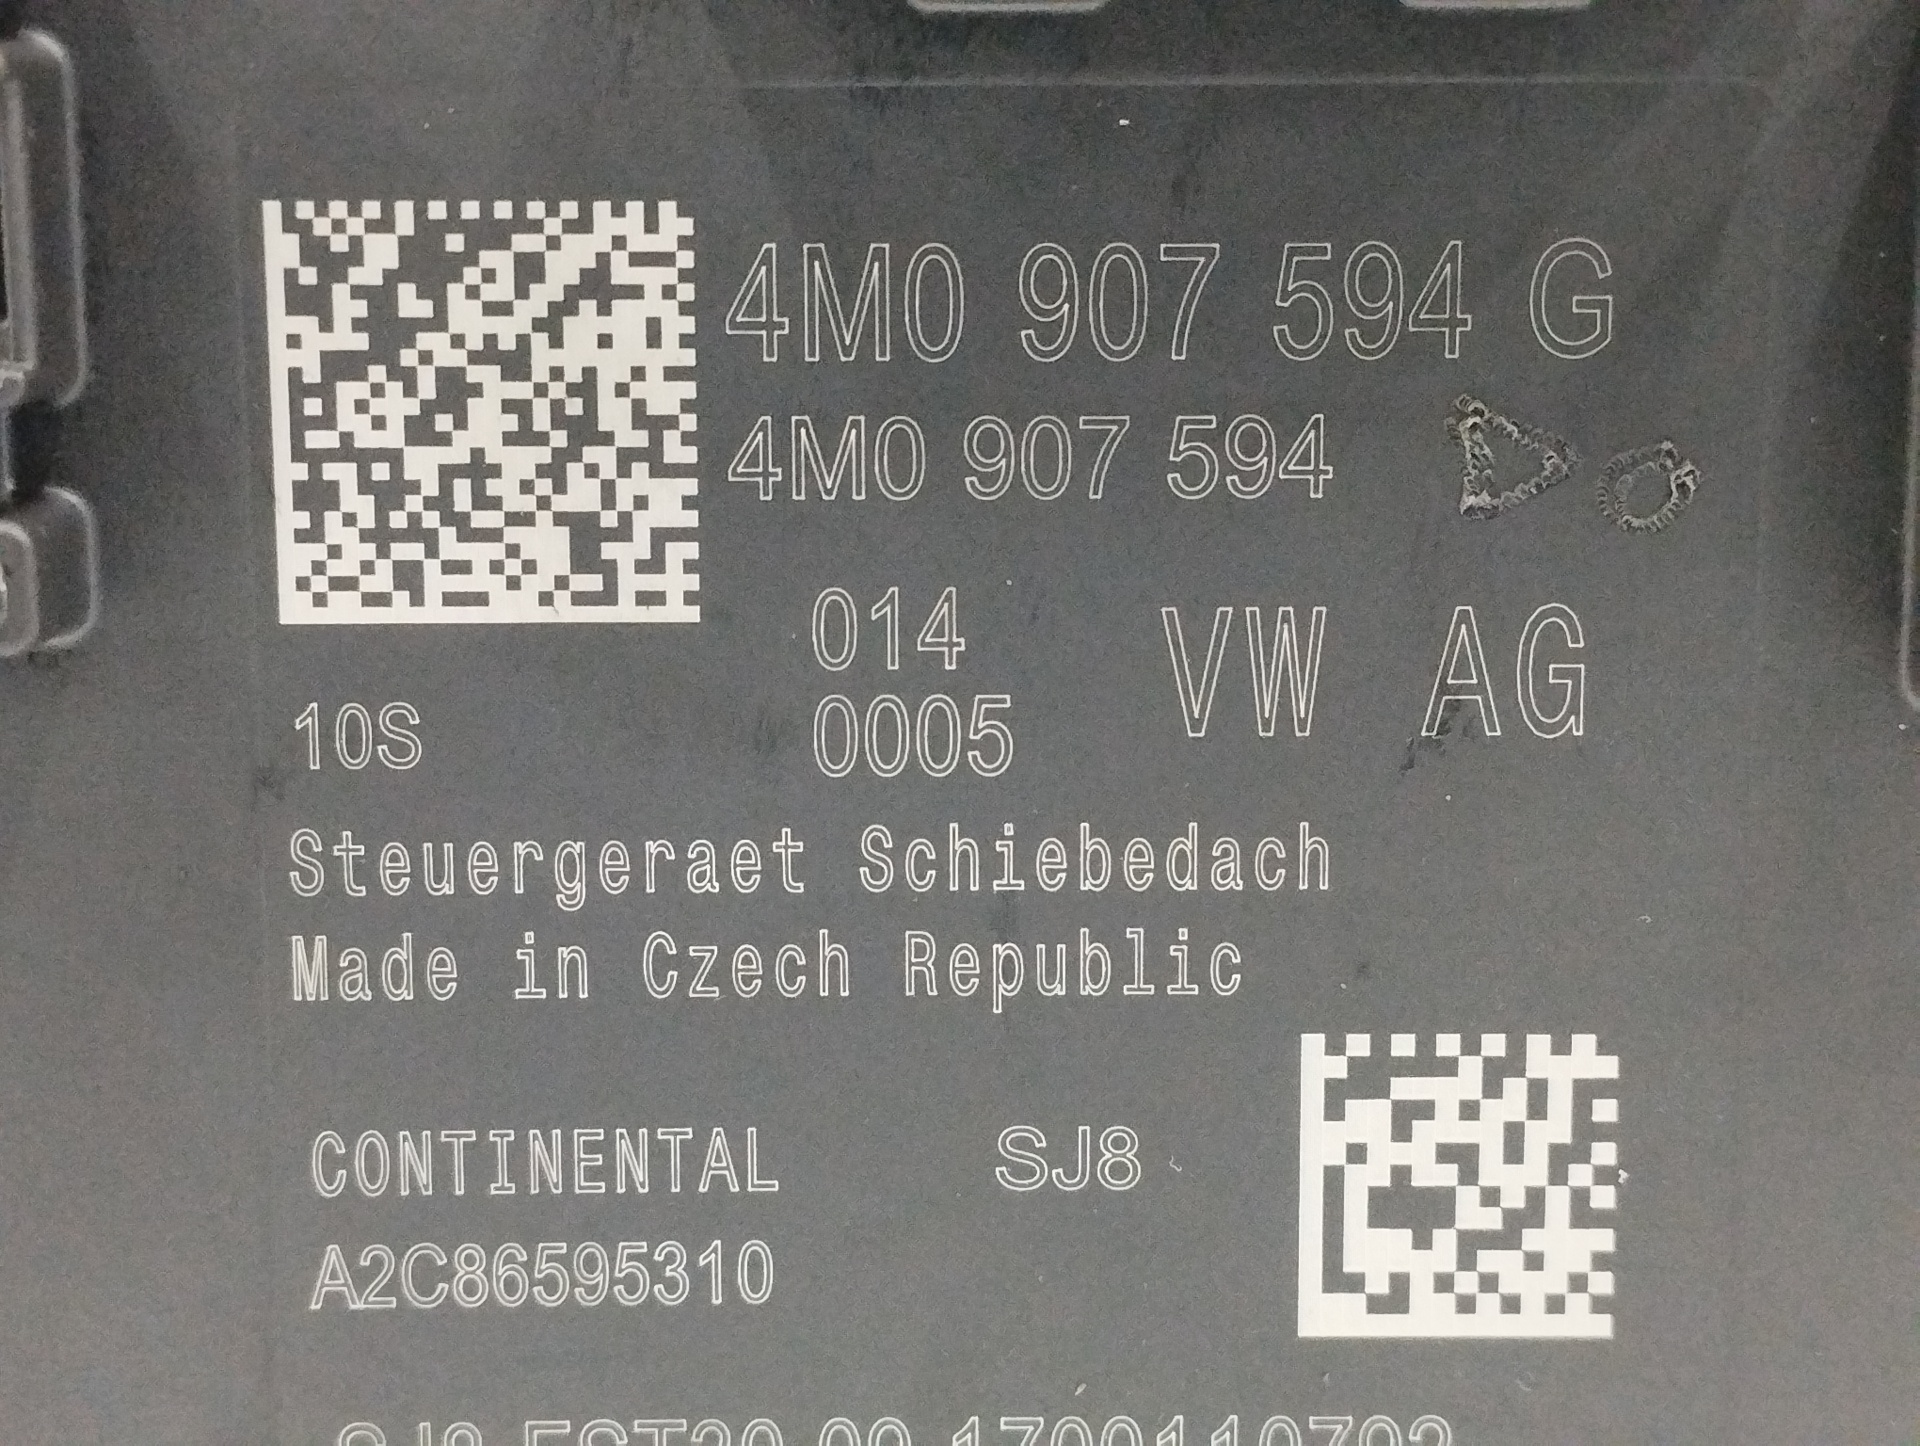 4M0 907 594 G
4M0 907 594
014
0005
VW AG
10S
Steuergeraet Schiebedach
Made in Czech Republic
CONTINENTAL
SJ8
A2C86595310
SJ8